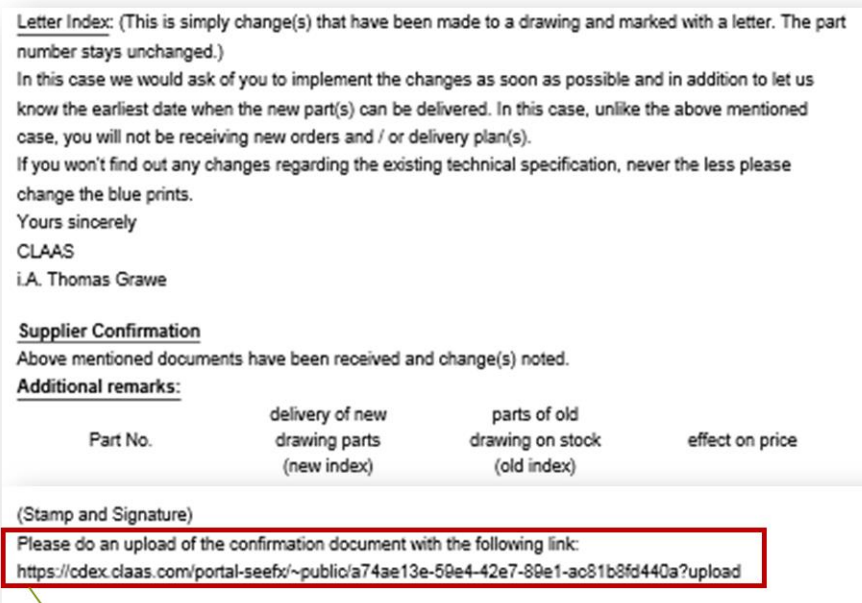 Letter Index: (This is simply change(s) that have been made to a drawing and marked with a letter. The part
number stays unchanged.)
In this case we would ask of you to implement the changes as soon as possible and in addition to let us
know the earliest date when the new part(s) can be delivered. In this case, unlike the above mentioned
case, you will not be receiving new orders and / or delivery plan(s).
If you won't find out any changes regarding the existing technical specification, never the less please
change the blue prints.
Yours sincerely
CLAAS
i.A. Thomas Grawe
Supplier Confirmation
Above mentioned documents have been received and change(s) noted.
Additional remarks:
delivery of new parts of old
Part No. drawing parts drawing on stock effect on price
(new index) (old index)
(Stamp and Signature)
Please do an upload of the confirmation document with the following link:
https://cdex.claas.com/portal-seefx/~public/a74ae13e-59e4-42e7-89e1-ac81b8fd440a?upload